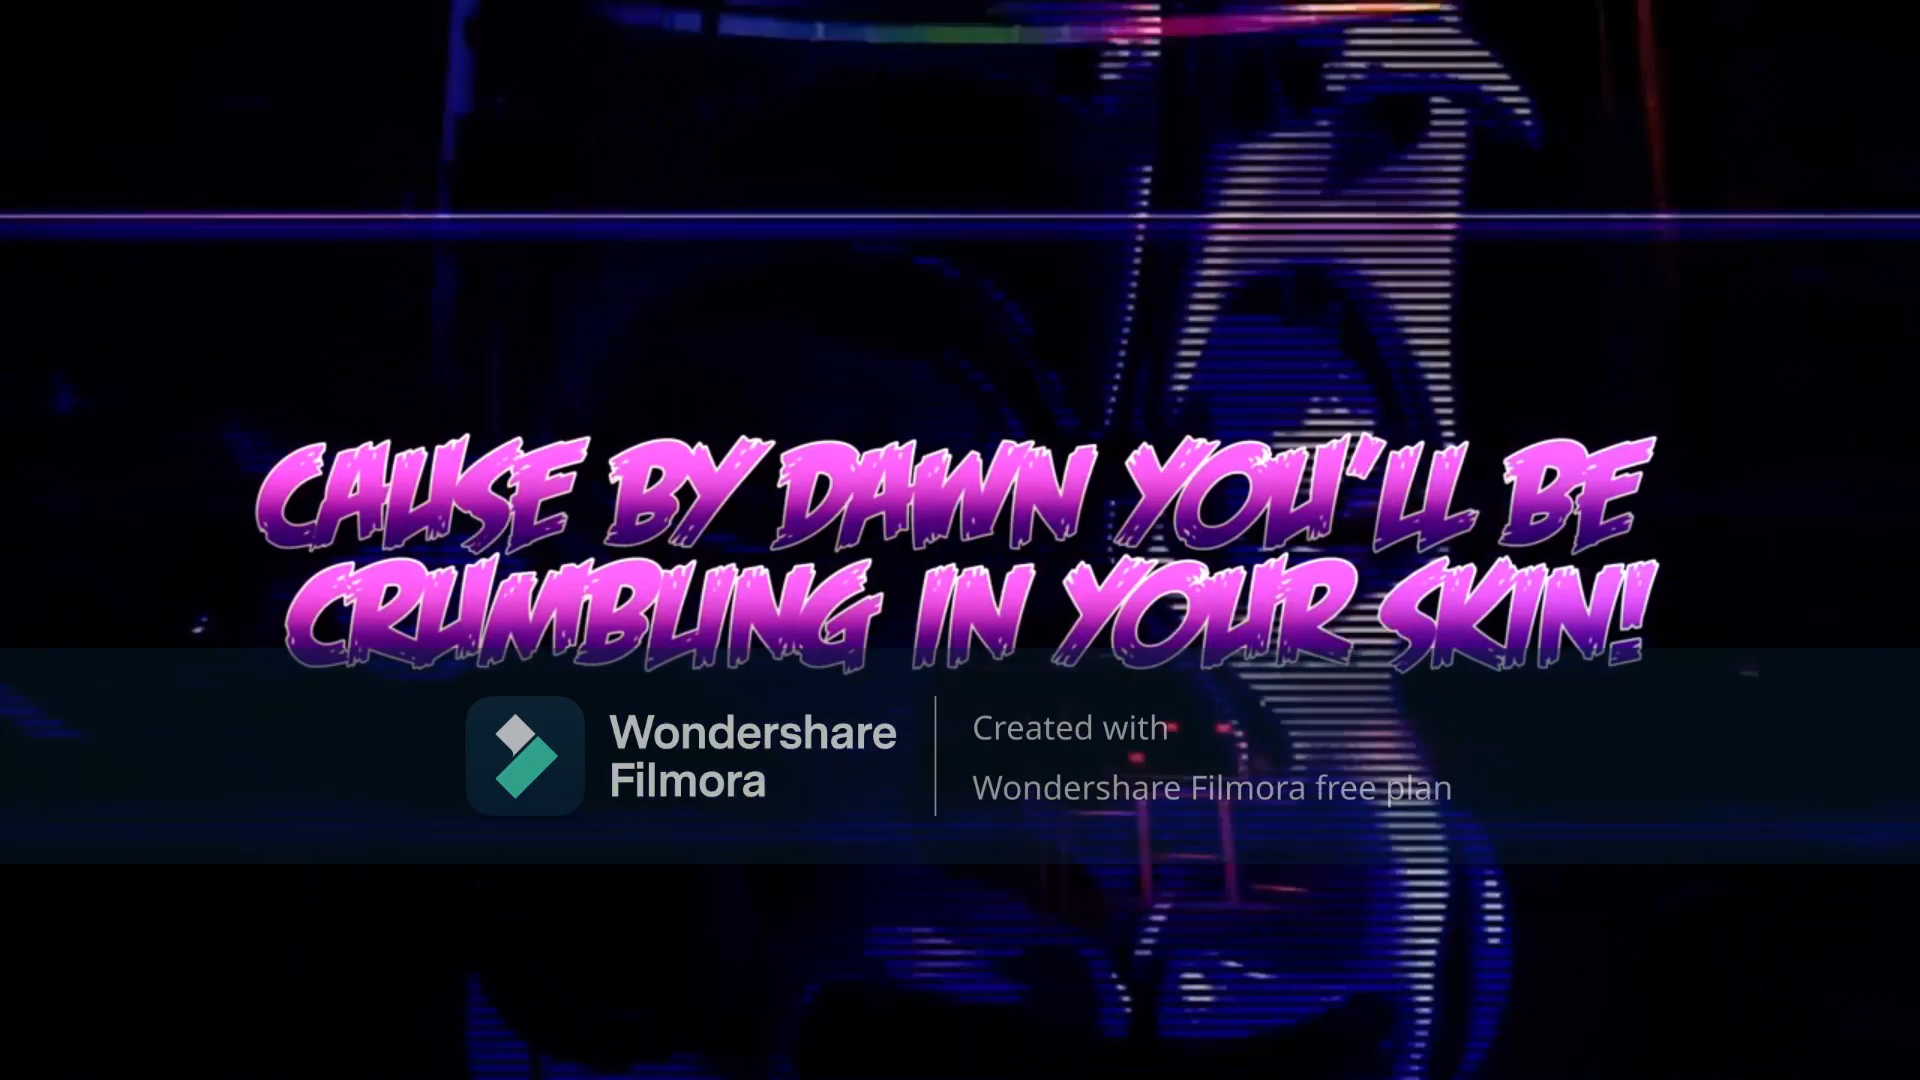 CAUSE BY DAWN YOU'LL BE
CRUMBLING IN YOUR SKIN!
Wondershare
Filmora
Created with
Wondershare Filmora free plan